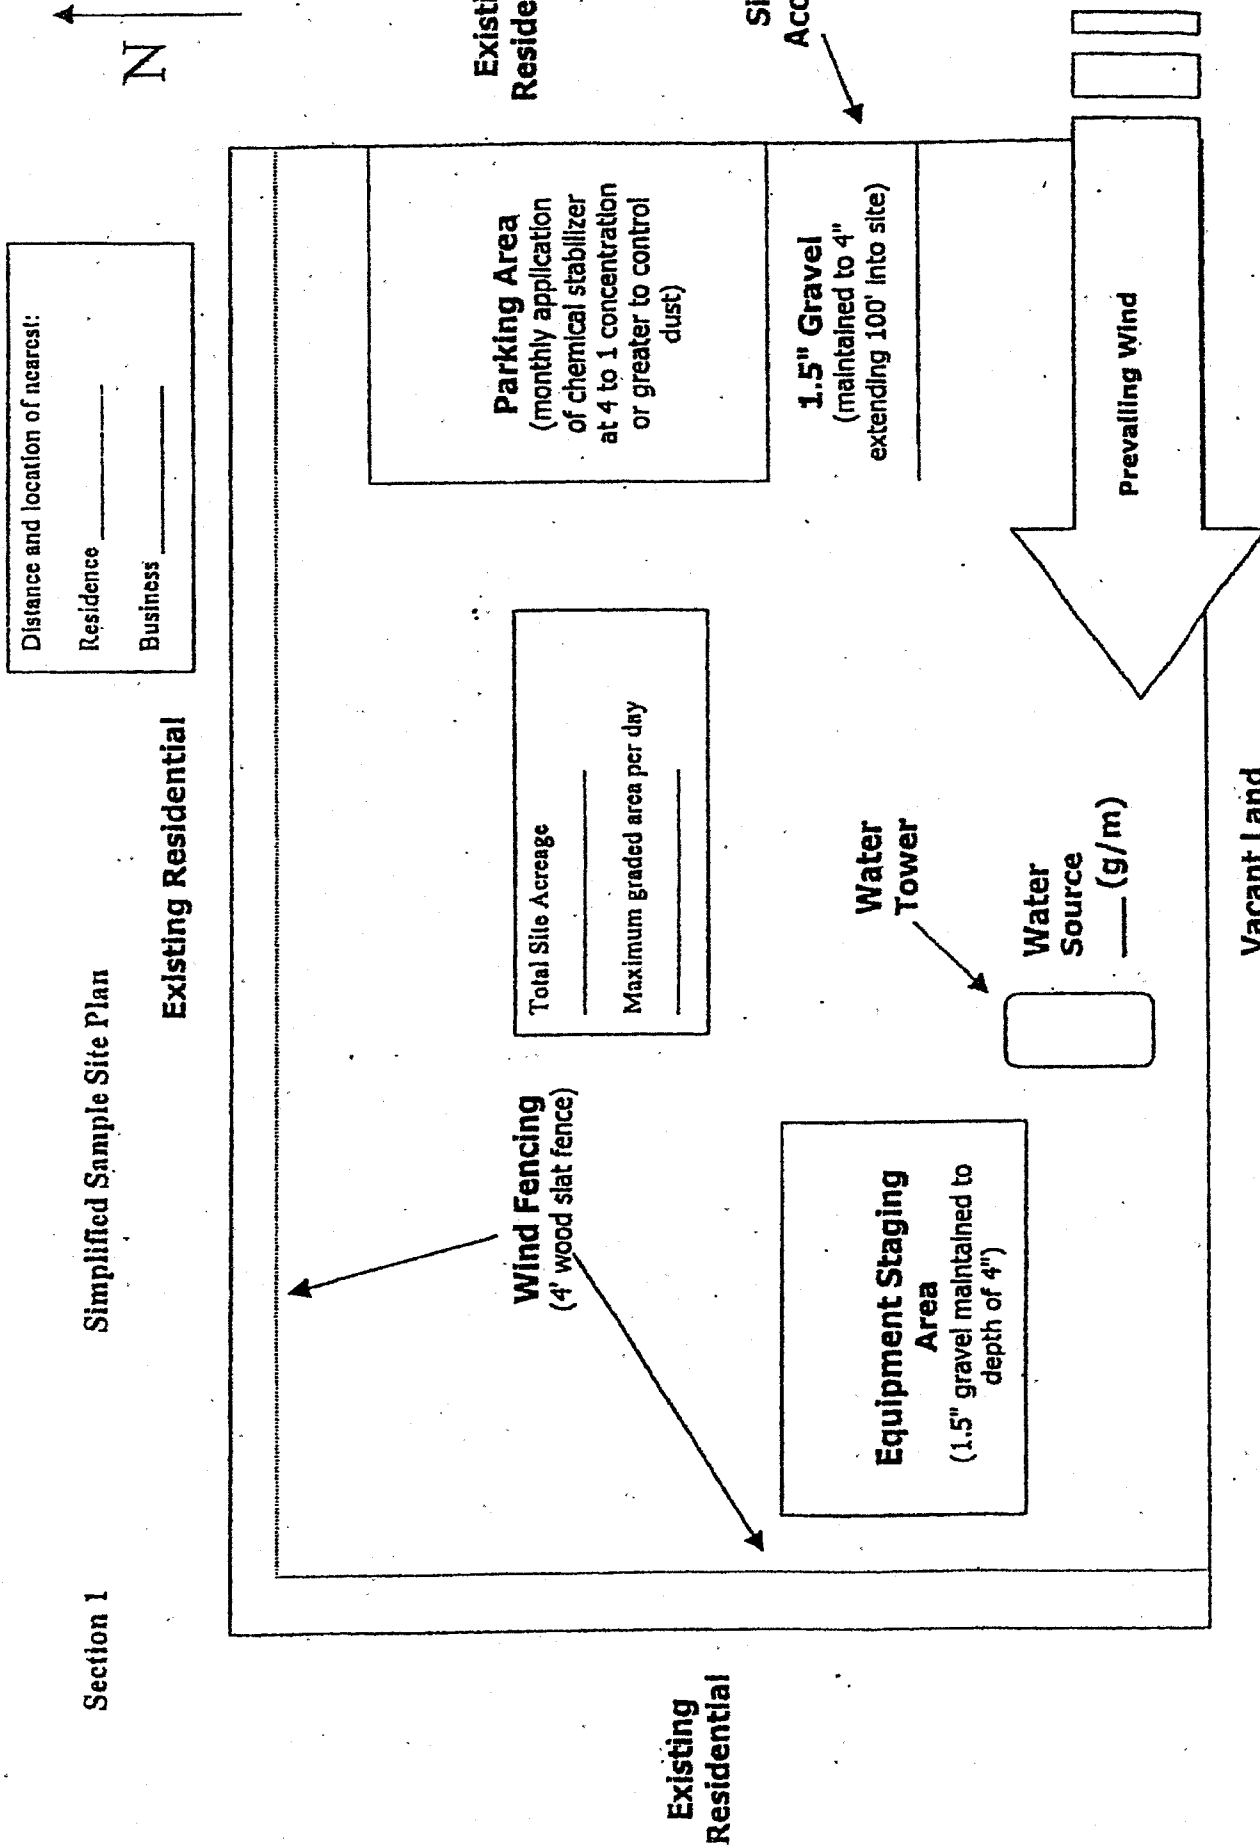 Section 1
Simplified Sample Site Plan
Distance and location of nearest:
Residence
Business
N
Existing Residential
Existing
Residential
Wind Fencing
(4' wood slat fence)
Total Site Acreage
Maximum graded area per day
Parking Area
(monthly application
of chemical stabilizer
at 4 to 1 concentration
or greater to control
dust)
1.5" Gravel
(maintained to 4"
extending 100' into site)
Equipment Staging
Area
(1.5" gravel maintained to
depth of 4")
Water
Tower
Water
Source
(g/m)
Prevailing Wind
Vacant Land